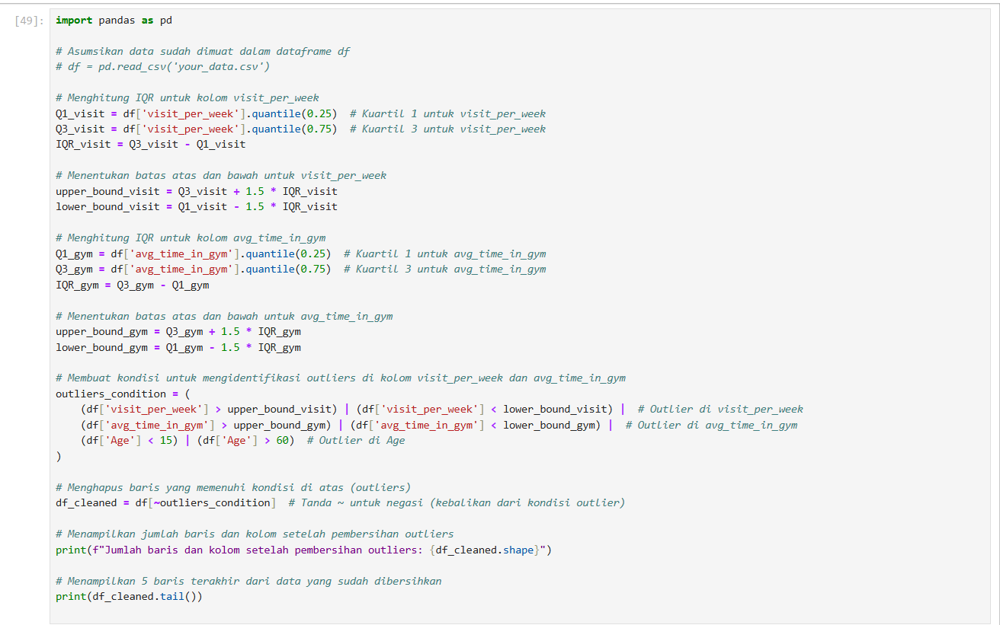 [49]:
import pandas as pd
# Asumsikan data sudah dimuat dalam dataframe df
# df = pd.read_csv('your_data.csv')
# Menghitung IQR untuk kolom visit_per_week
Q1_visit = df['visit_per_week'].quantile(0.25)  # Kuartil 1 untuk visit_per_week
Q3_visit = df['visit_per_week'].quantile(0.75)  # Kuartil 3 untuk visit_per_week
IQR_visit = Q3_visit - Q1_visit
# Menentukan batas atas dan bawah untuk visit_per_week
upper_bound_visit = Q3_visit + 1.5 * IQR_visit
lower_bound_visit = Q1_visit - 1.5 * IQR_visit
# Menghitung IQR untuk kolom avg_time_in_gym
Q1_gym = df['avg_time_in_gym'].quantile(0.25)  # Kuartil 1 untuk avg_time_in_gym
Q3_gym = df['avg_time_in_gym'].quantile(0.75)  # Kuartil 3 untuk avg_time_in_gym
IQR_gym = Q3_gym - Q1_gym
# Menentukan batas atas dan bawah untuk avg_time_in_gym
upper_bound_gym = Q3_gym + 1.5 * IQR_gym
lower_bound_gym = Q1_gym - 1.5 * IQR_gym
# Membuat kondisi untuk mengidentifikasi outliers di kolom visit_per_week dan avg_time_in_gym
outliers_condition = (
    (df['visit_per_week'] > upper_bound_visit) | (df['visit_per_week'] < lower_bound_visit) |  # Outlier di visit_per_week
    (df['avg_time_in_gym'] > upper_bound_gym) | (df['avg_time_in_gym'] < lower_bound_gym) |  # Outlier di avg_time_in_gym
    (df['Age'] < 15) | (df['Age'] > 60)  # Outlier di Age
)
# Menghapus baris yang memenuhi kondisi di atas (outliers)
df_cleaned = df[~outliers_condition]  # Tanda ~ untuk negasi (kebalikan dari kondisi outlier)
# Menampilkan jumlah baris dan kolom setelah pembersihan outliers
print(f"Jumlah baris dan kolom setelah pembersihan outliers: {df_cleaned.shape}")
# Menampilkan 5 baris terakhir dari data yang sudah dibersihkan
print(df_cleaned.tail())